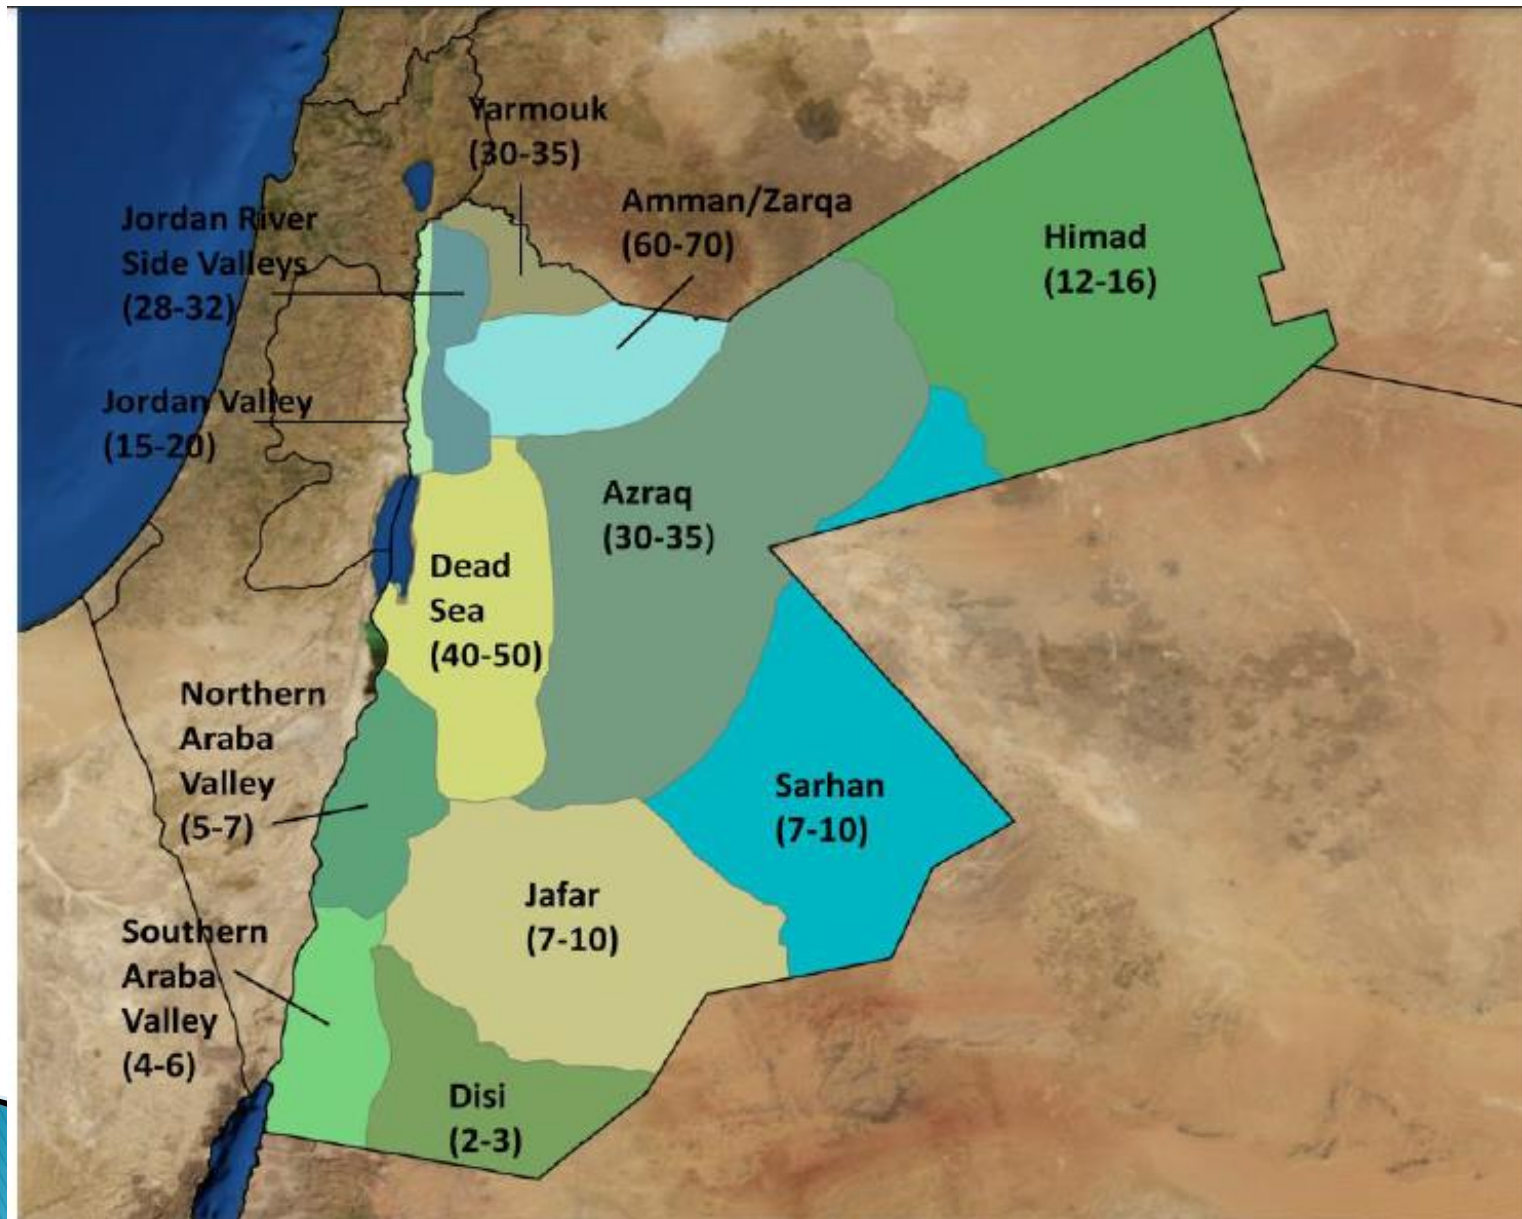 Yarmouk
(30-35)
Amman/Zarqa
(60-70)
Himad
(12-16)
Jordan River
Side Valleys
(28-32)
Jordan Valley
(15-20)
Azraq
(30-35)
Dead
Sea
(40-50)
Northern
Araba
Valley
(5-7)
Sarhan
(7-10)
Jafar
(7-10)
Southern
Araba
Valley
(4-6)
Disi
(2-3)